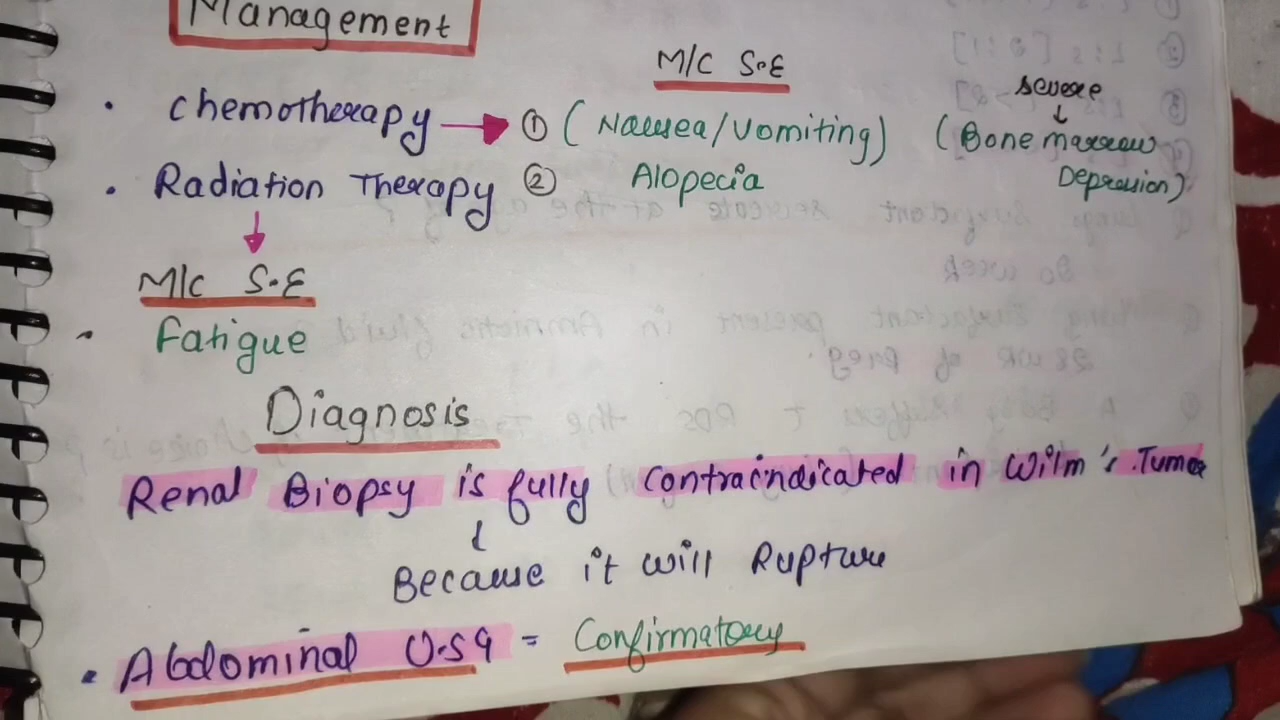 Management
M/C S.E
• Chemotherapy → ① (Nausea/Vomiting) (Bone marrow Depression)
severe ↓
• Radiation Therapy ② Alopecia
↓
M/C S.E
• Fatigue
Diagnosis
Renal Biopsy is fully Contraindicated in Wilm's Tumor
↓
Because it will Rupture
• Abdominal U.S G = Confirmatory